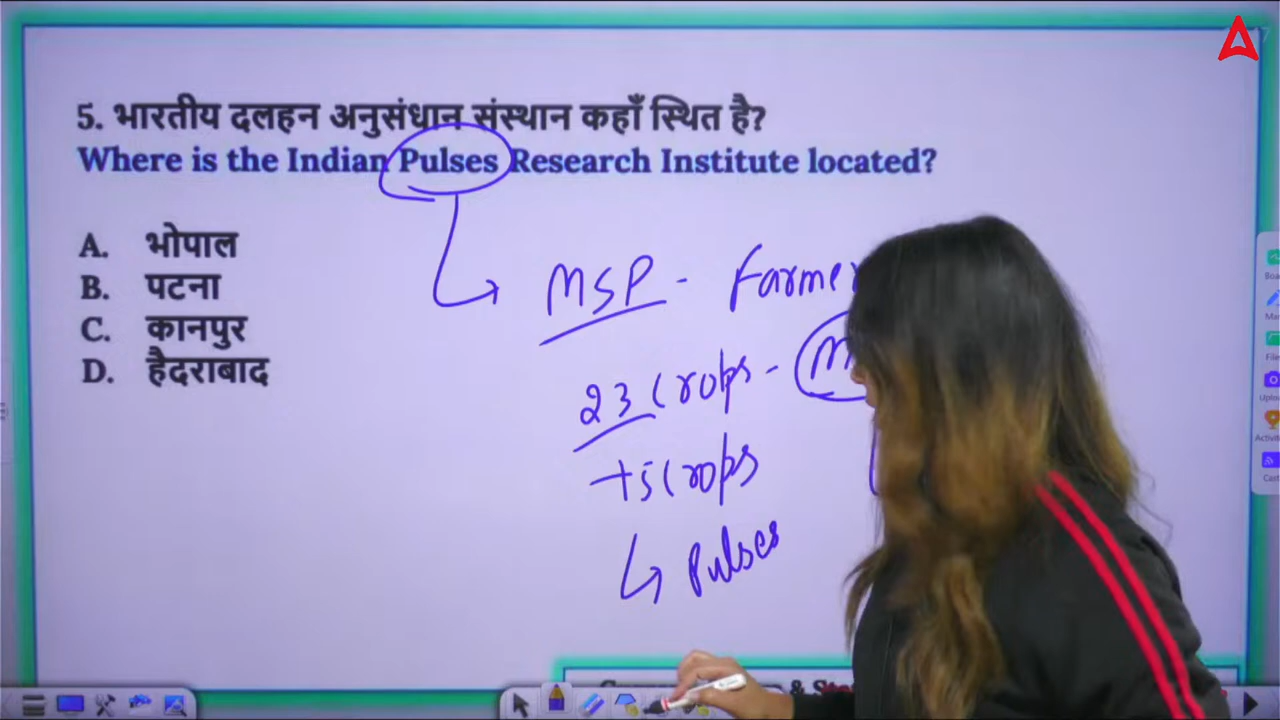 5. भारतीय दलहन अनुसंधान संस्थान कहाँ स्थित है?
Where is the Indian Pulses Research Institute located?
A. भोपाल
B. पटना
C. कानपुर
D. हैदराबाद
MSP - Farmer
23 Crops -
+5 Crops
↳ Pulses